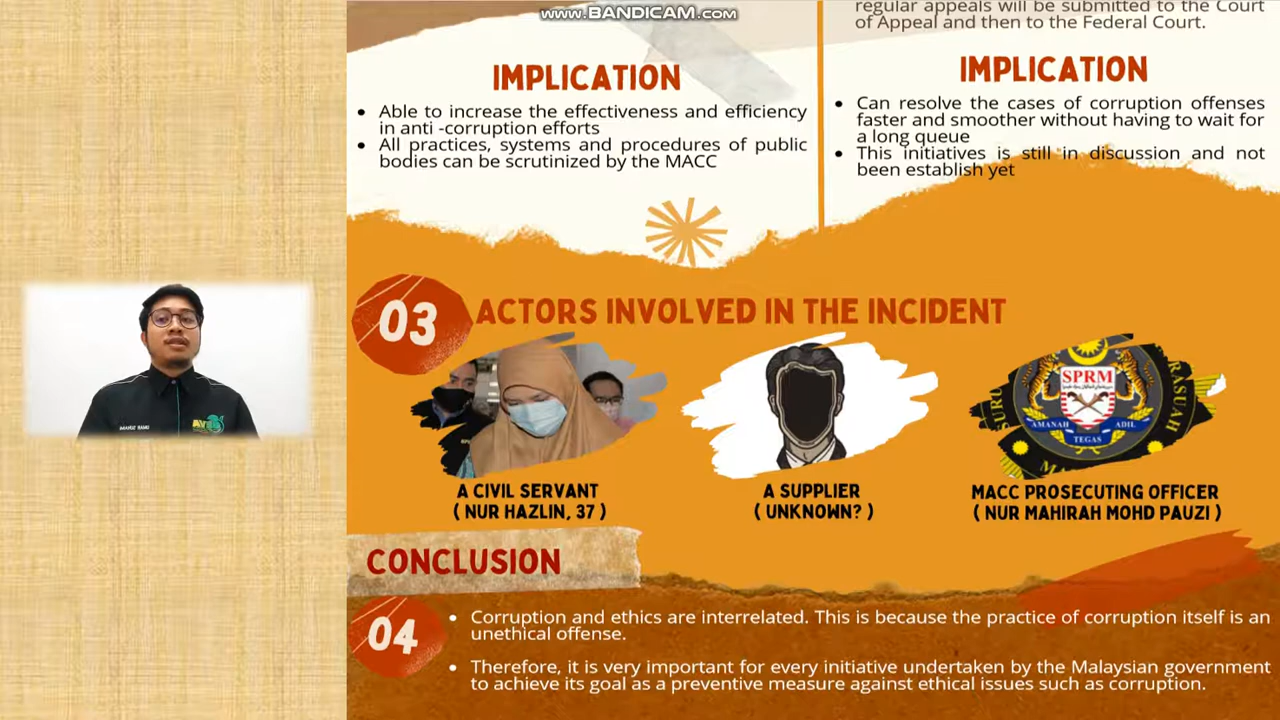 www.BANDICAM.com
regular appeals will be submitted to the Court
of Appeal and then to the Federal Court.
IMPLICATION
Able to increase the effectiveness and efficiency
in anti -corruption efforts
All practices, systems and procedures of public
bodies can be scrutinized by the MACC
IMPLICATION
Can resolve the cases of corruption offenses
faster and smoother without having to wait for
a long queue
This initiatives is still in discussion and not
been establish yet
03
ACTORS INVOLVED IN THE INCIDENT
SPRM
AMANAH
ADIL
TEGAS
RASUAH
A CIVIL SERVANT
( NUR HAZLIN, 37 )
A SUPPLIER
( UNKNOWN? )
MACC PROSECUTING OFFICER
( NUR MAHIRAH MOHD PAUZI )
CONCLUSION
04
Corruption and ethics are interrelated. This is because the practice of corruption itself is an
unethical offense.
Therefore, it is very important for every initiative undertaken by the Malaysian government
to achieve its goal as a preventive measure against ethical issues such as corruption.